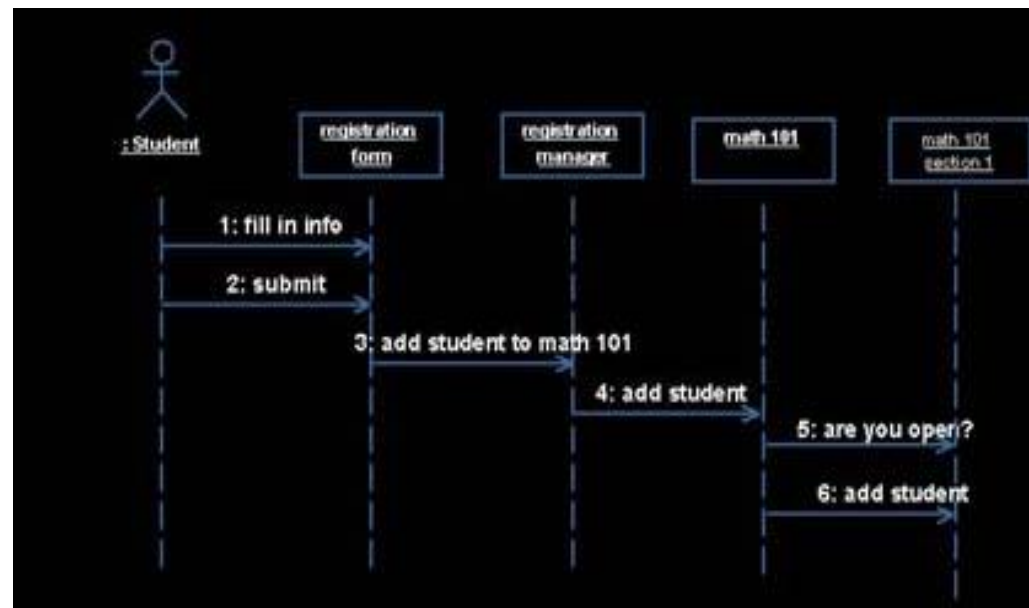 : Student
registration
form
registration
manager
math 101
math 101
section 1
1: fill in info
2: submit
3: add student to math 101
4: add student
5: are you open?
6: add student